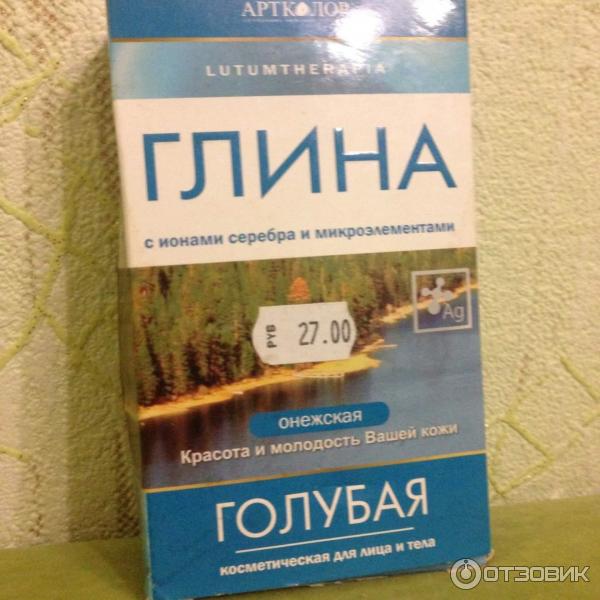 АРТКОЛОР
LUTUMTHERAPIA
ГЛИНА
с ионами серебра и микроэлементами
Ag
РУБ 27.00
онежская
Красота и молодость Вашей кожи
ГОЛУБАЯ
косметическая для лица и тела
ОТЗОВИК